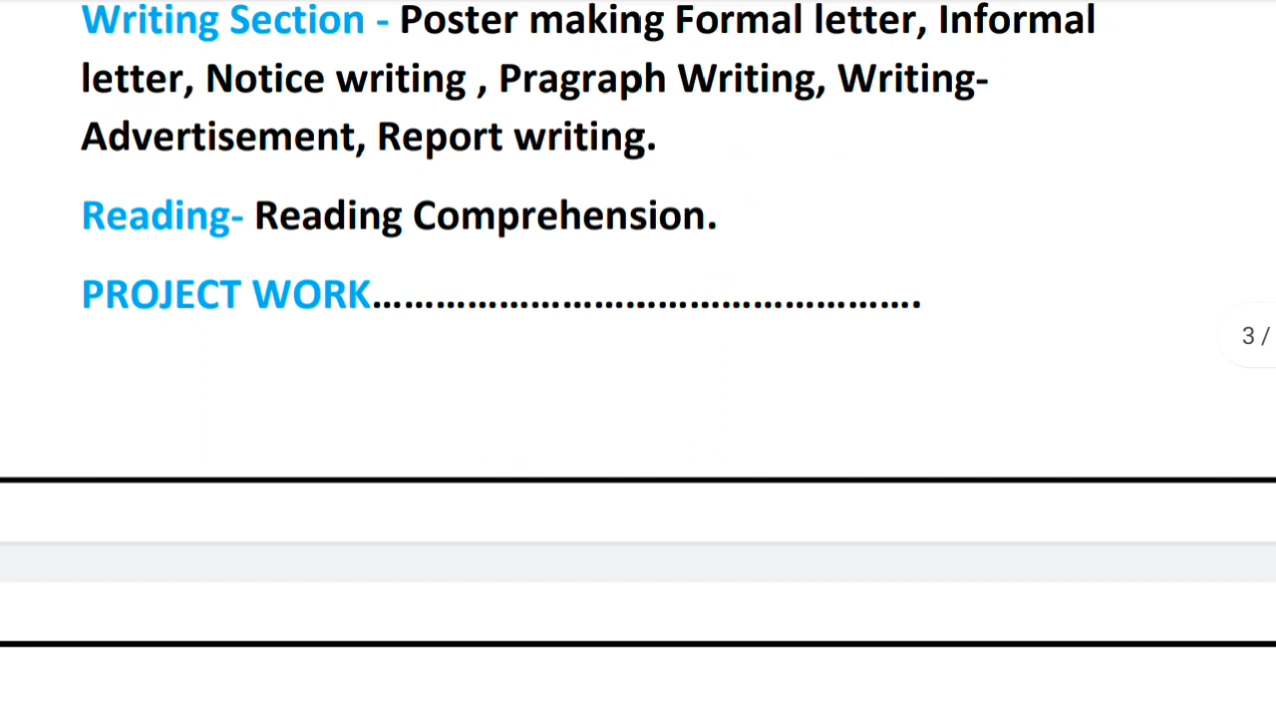 Writing Section - Poster making Formal letter, Informal
letter, Notice writing , Pragraph Writing, Writing-
Advertisement, Report writing.
Reading- Reading Comprehension.
PROJECT WORK…………………………………………….
3 /